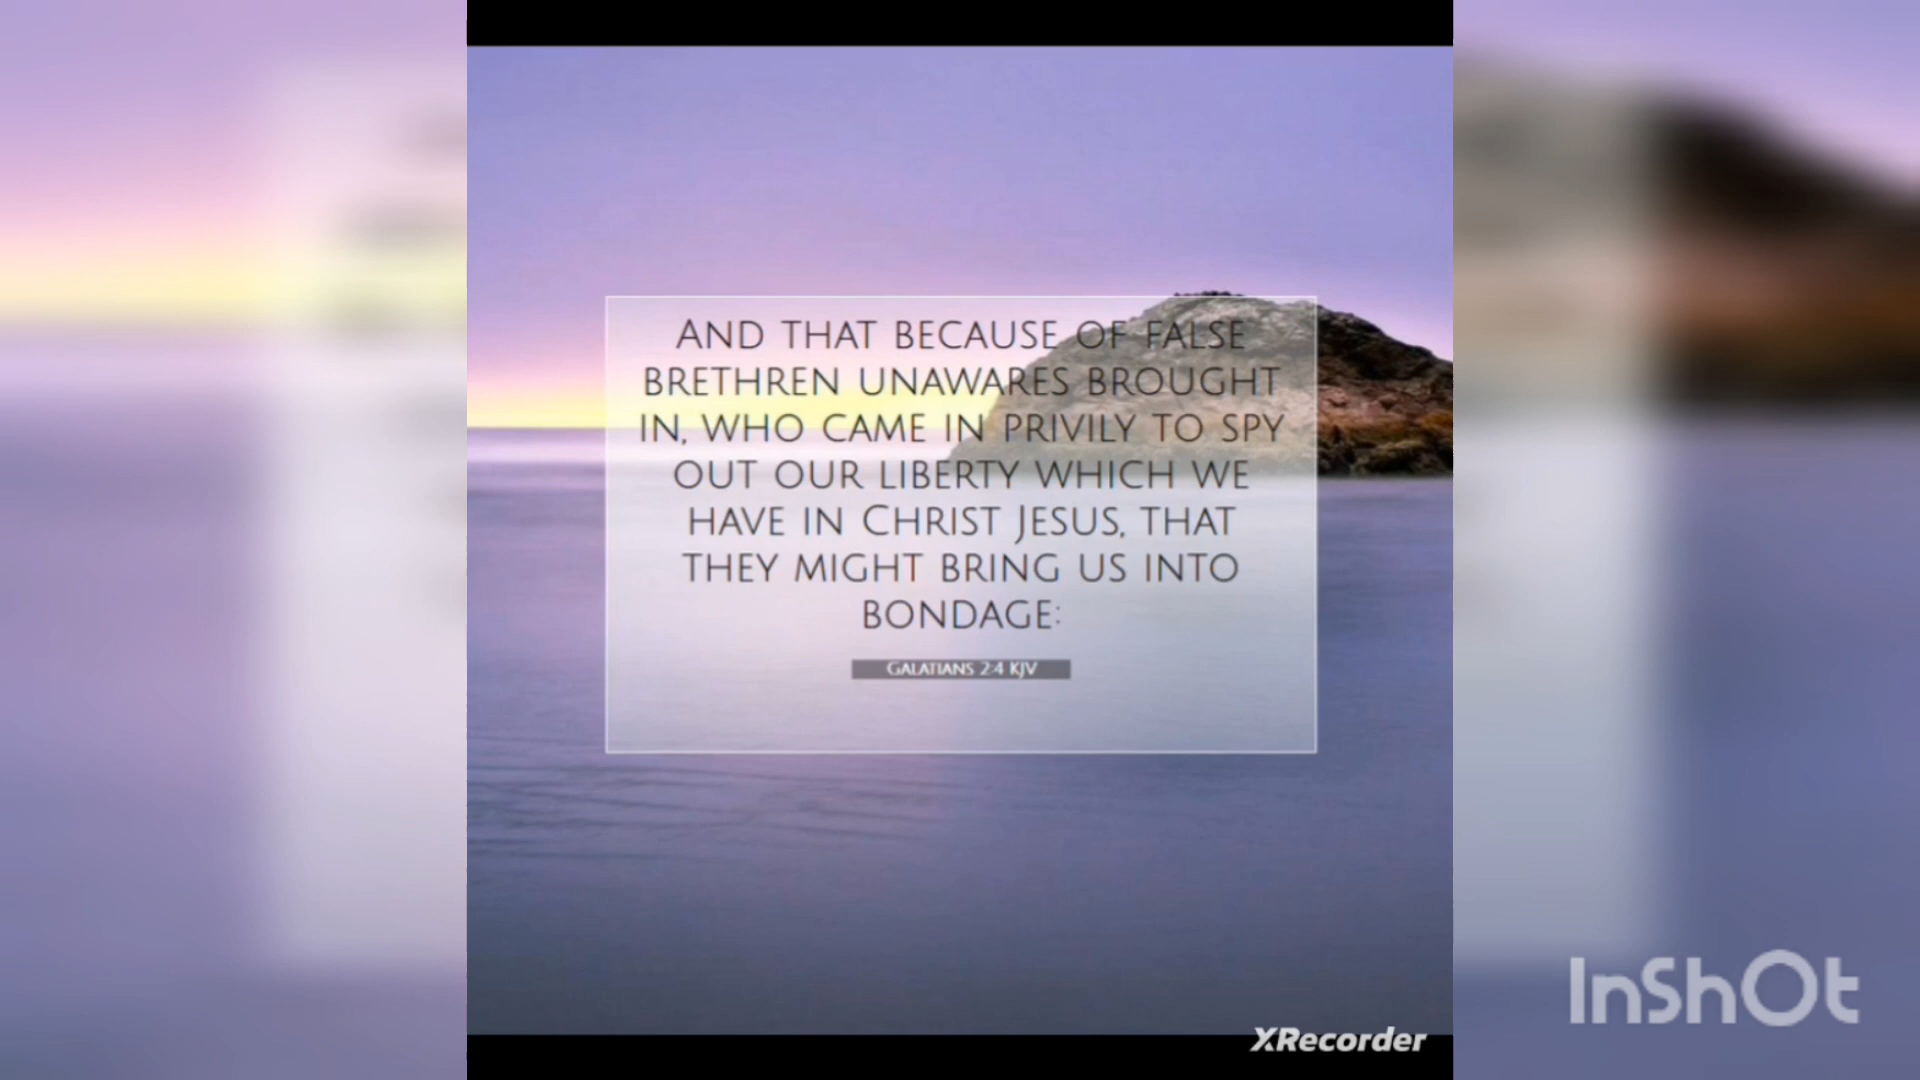 And that because of false
brethren unawares brought
in, who came in privily to spy
out our liberty which we
have in Christ Jesus, that
they might bring us into
bondage:
Galatians 2:4 KJV
XRecorder
InShOt